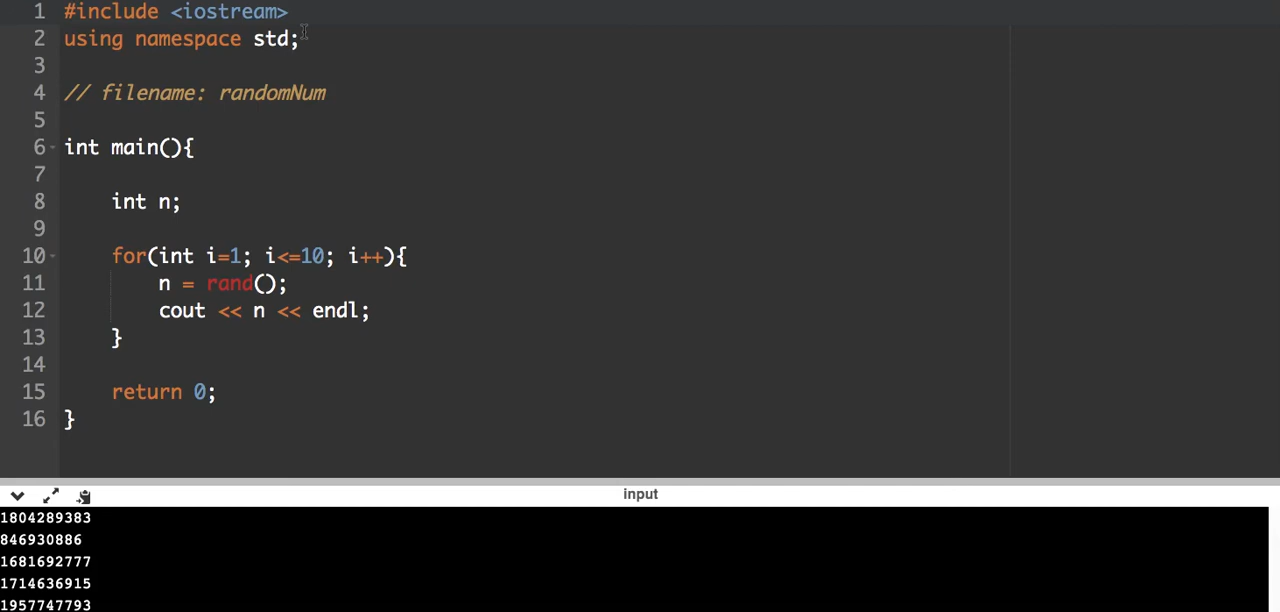 1 #include <iostream>
2 using namespace std;
3
4 // filename: randomNum
5
6 int main(){
7
8 int n;
9
10 for(int i=1; i<=10; i++){
11 n = rand();
12 cout << n << endl;
13 }
14
15 return 0;
16 }
input
1804289383
846930886
1681692777
1714636915
1957747793